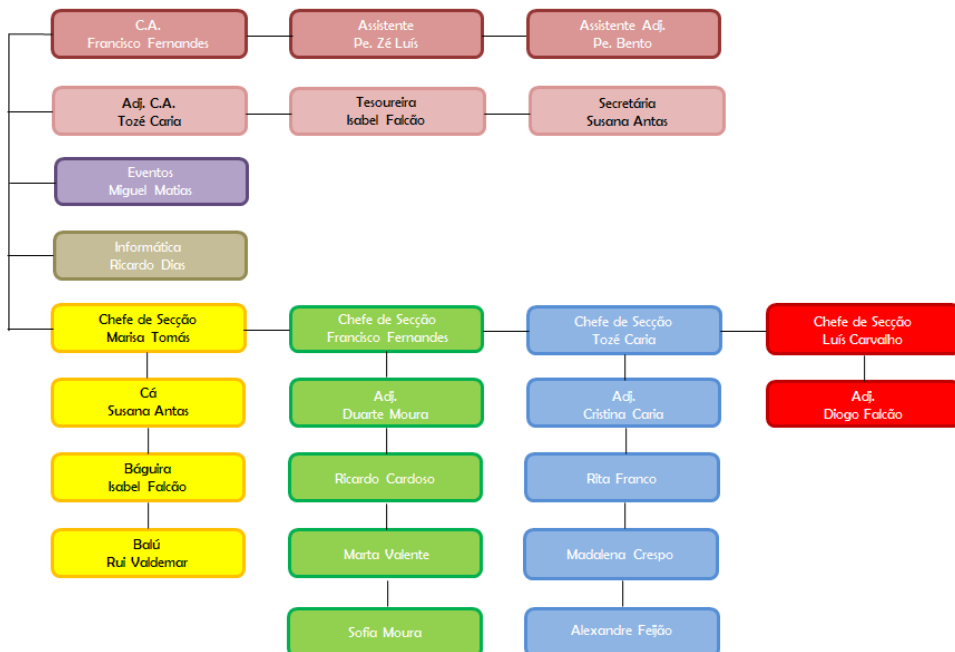 C.A.
Francisco Fernandes
Assistente
Pe. Zé Luís
Assistente Adj.
Pe. Bento
Adj. C.A.
Tozé Caria
Tesoureira
Isabel Falcão
Secretária
Susana Antas
Eventos
Miguel Matias
Informática
Ricardo Dias
Chefe de Secção
Marisa Tomás
Chefe de Secção
Francisco Fernandes
Chefe de Secção
Tozé Caria
Chefe de Secção
Luís Carvalho
Cá
Susana Antas
Adj.
Duarte Moura
Adj.
Cristina Caria
Adj.
Diogo Falcão
Báguira
Isabel Falcão
Ricardo Cardoso
Rita Franco
Balú
Rui Valdemar
Marta Valente
Madalena Crespo
Sofia Moura
Alexandre Feijão